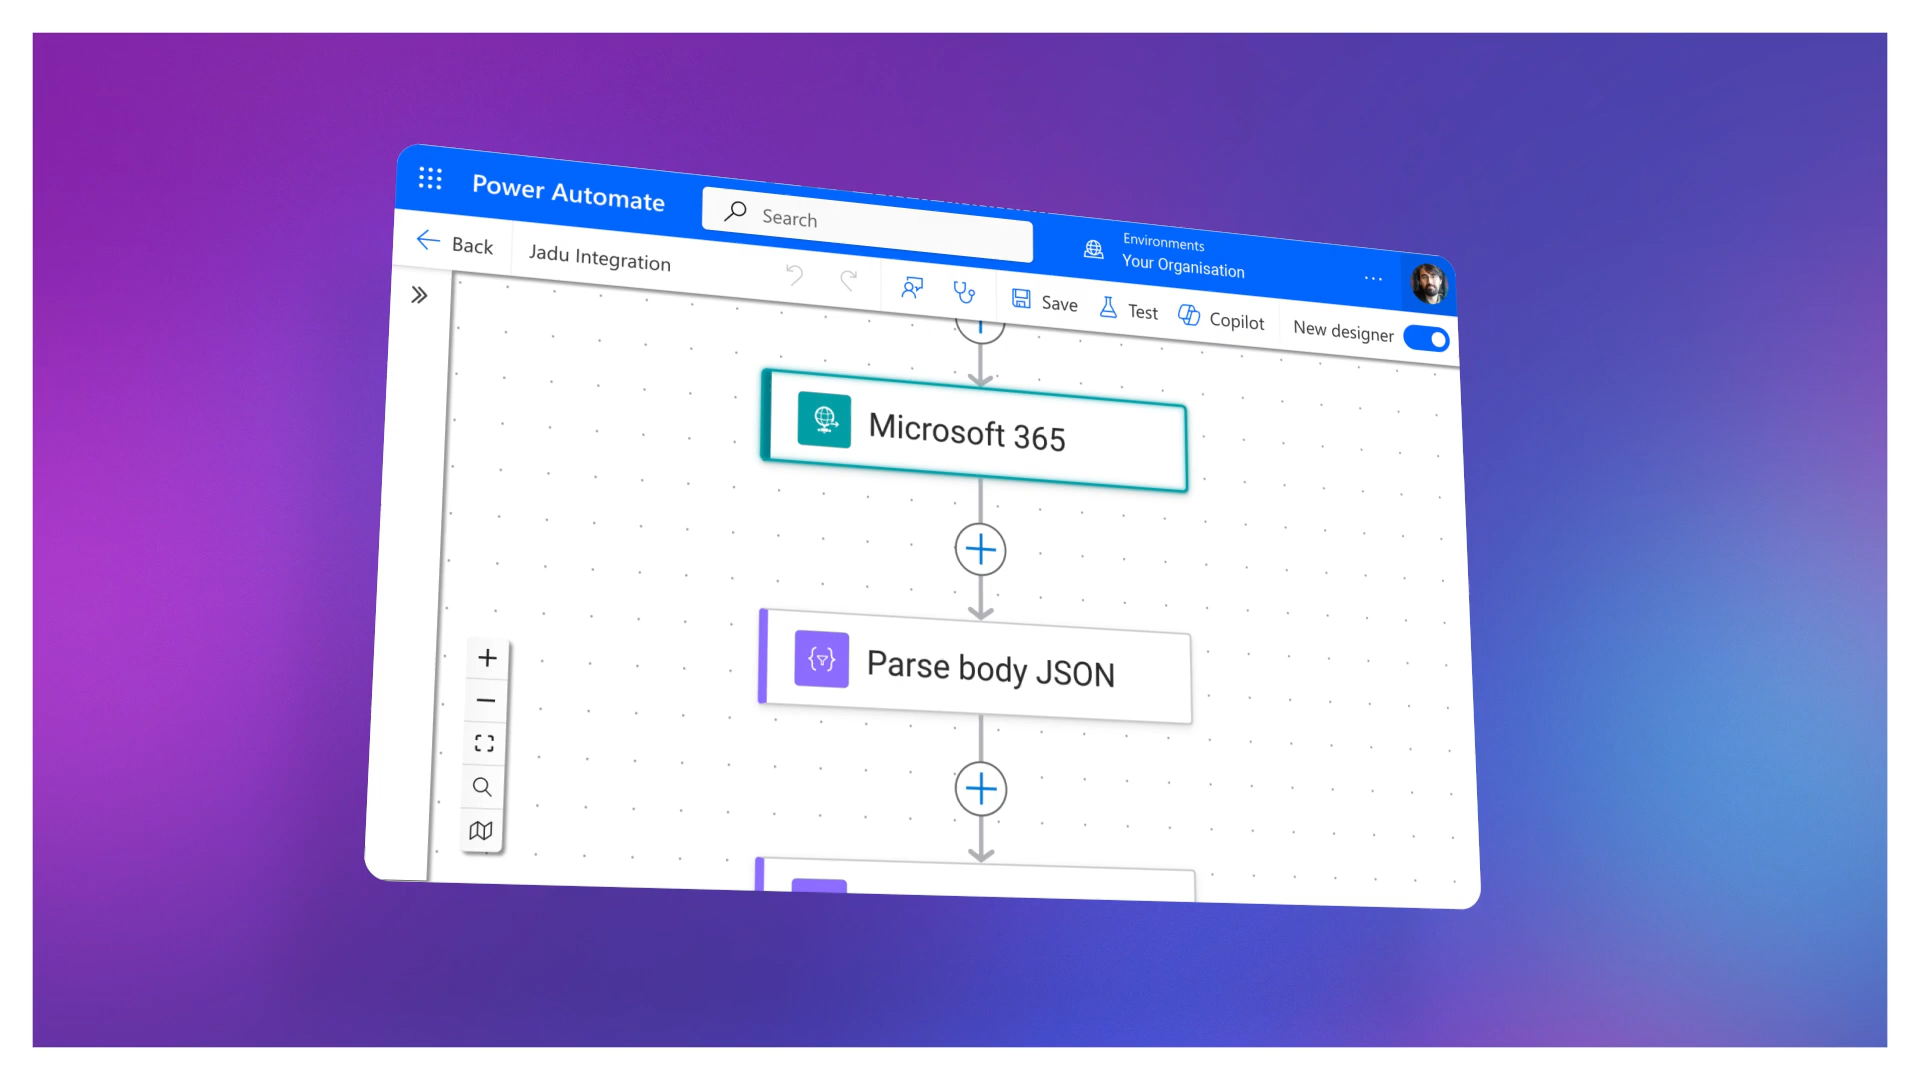 Power Automate
Search
Environments
Your Organisation
Back
Jadu Integration
Save
Test
Copilot
New designer
Microsoft 365
Parse body JSON